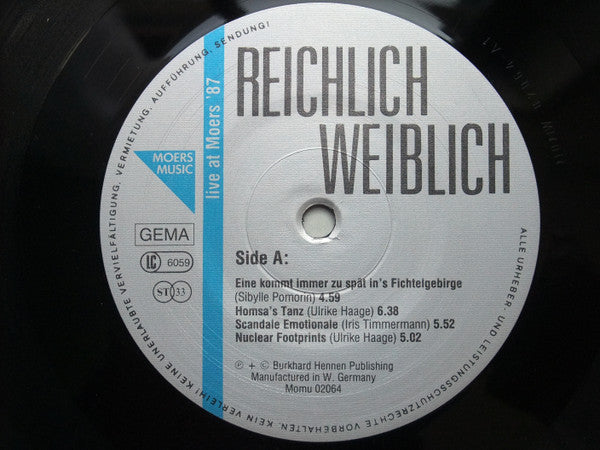 REICHLICH
WEIBLICH
live at Moers '87
MOERS
MUSIC
GEMA
LC 6059
ST 33
Side A:
Eine kommt immer zu spät in's Fichtelgebirge
(Sibylle Pomorin) 4.59
Homsa's Tanz (Ulrike Haage) 6.38
Scandale Emotionale (Iris Timmermann) 5.52
Nuclear Footprints (Ulrike Haage) 5.02
℗ + © Burkhard Hennen Publishing
Manufactured in W. Germany
Momu 02064
ALLE URHEBER- UND LEISTUNGSSCHUTZRECHTE VORBEHALTEN. KEIN VERLEIH! KEINE UNERLAUBTE VERVIELFÄLTIGUNG, VERMIETUNG, AUFFÜHRUNG, SENDUNG!